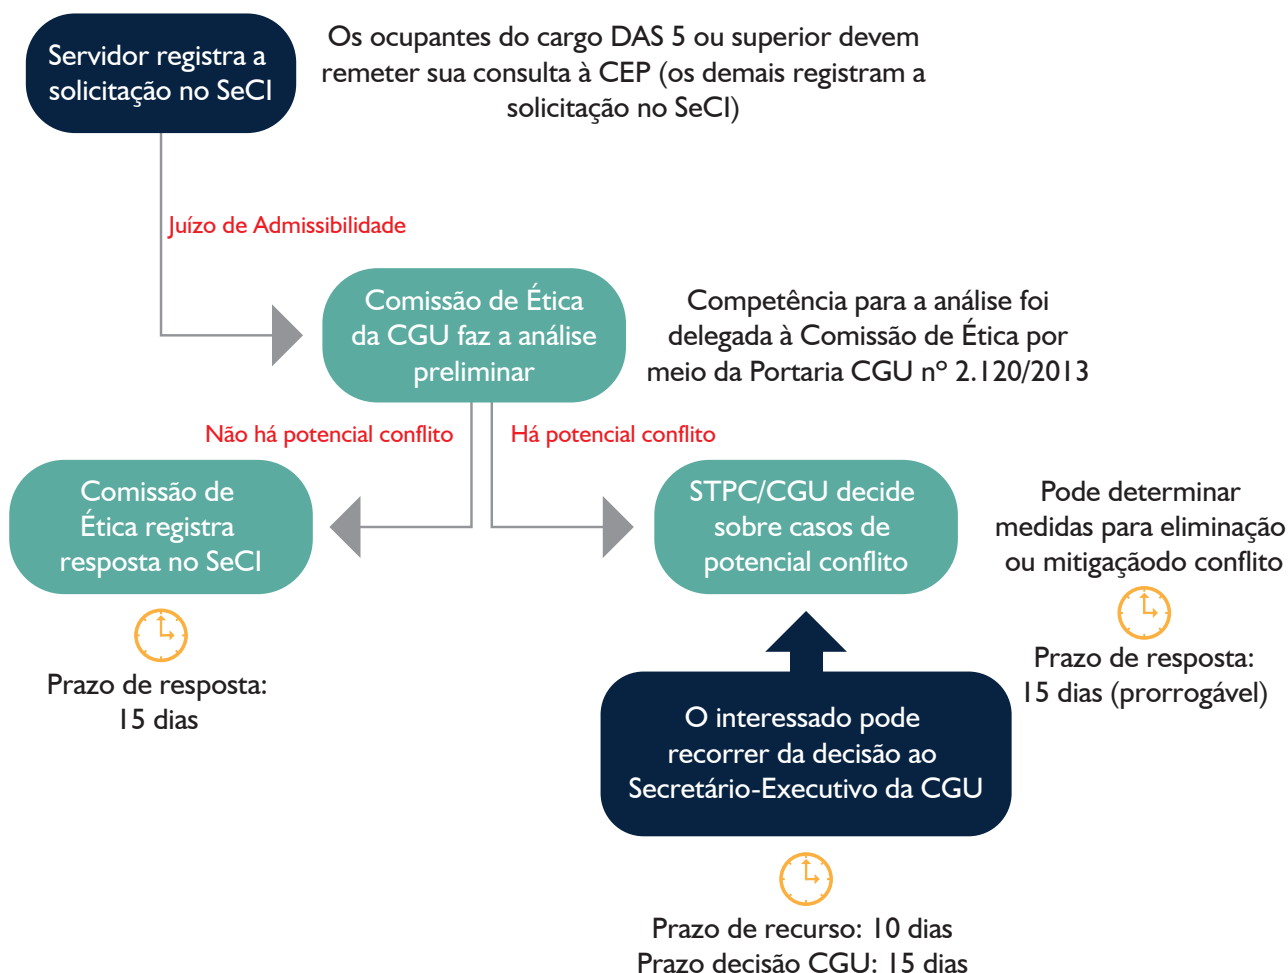 Servidor registra a
solicitação no SeCI
Os ocupantes do cargo DAS 5 ou superior devem
remeter sua consulta à CEP (os demais registram a
solicitação no SeCI)
Juízo de Admissibilidade
Comissão de Ética
da CGU faz a análise
preliminar
Competência para a análise foi
delegada à Comissão de Ética por
meio da Portaria CGU nº 2.120/2013
Não há potencial conflito
Há potencial conflito
Comissão de
Ética registra
resposta no SeCI
Prazo de resposta:
15 dias
STPC/CGU decide
sobre casos de
potencial conflito
Pode determinar
medidas para eliminação
ou mitigaçãodo conflito
Prazo de resposta:
15 dias (prorrogável)
O interessado pode
recorrer da decisão ao
Secretário-Executivo da CGU
Prazo de recurso: 10 dias
Prazo decisão CGU: 15 dias